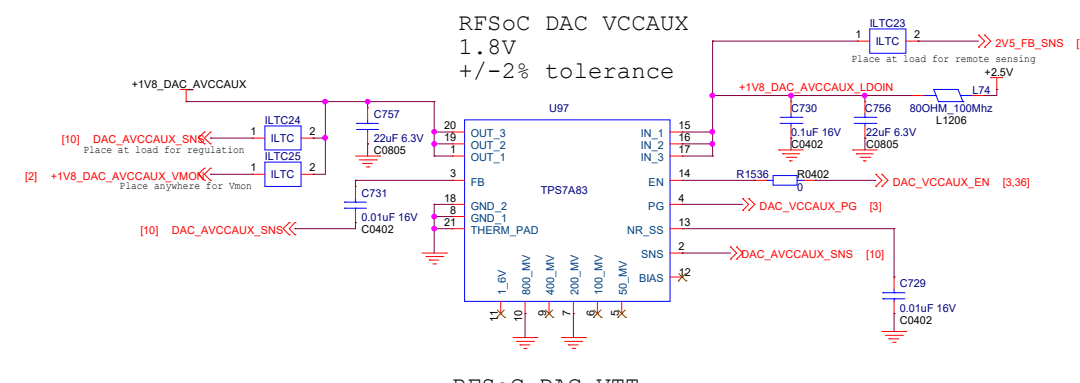 RFSoC DAC VCCAUX
1.8V
+/-2% tolerance
ILTC23
1 ILTC 2
2V5_FB_SNS [
Place at load for remote sensing
+2.5V
+1V8_DAC_AVCCAUX_LDOIN
L74
80OHM_100Mhz
L1206
C730
0.1uF 16V
C0402
C756
22uF 6.3V
C0805
+1V8_DAC_AVCCAUX
C757
22uF 6.3V
C0805
[10] DAC_AVCCAUX_SNS
ILTC24
1 ILTC 2
Place at load for regulation
ILTC25
[2] +1V8_DAC_AVCCAUX_VMON
1 ILTC 2
Place anywhere for Vmon
C731
0.01uF 16V
C0402
[10] DAC_AVCCAUX_SNS
U97
TPS7A83
20 OUT_3
19 OUT_2
1 OUT_1
3 FB
18 GND_2
8 GND_1
21 THERM_PAD
IN_1 15
IN_2 16
IN_3 17
EN 14
PG 4
NR_SS 13
SNS 2
BIAS 12
1_6V 11
800_MV 10
400_MV 9
200_MV 7
100_MV 6
50_MV 5
R1536 R0402
0
DAC_VCCAUX_EN [3,36]
DAC_VCCAUX_PG [3]
DAC_AVCCAUX_SNS [10]
C729
0.01uF 16V
C0402
RFSoC DAC VTT